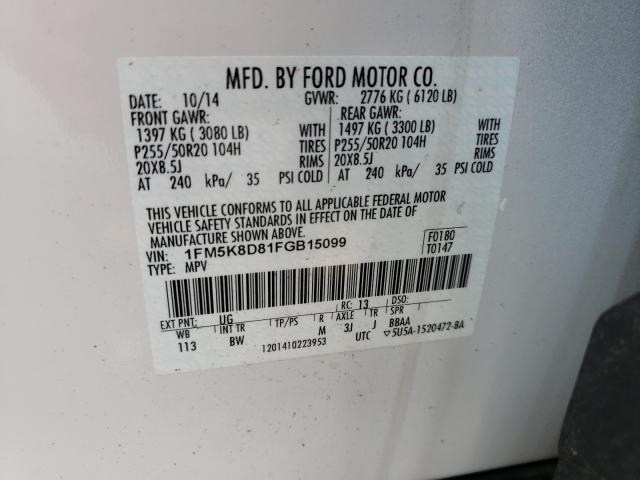 MFD. BY FORD MOTOR CO.
DATE: 10/14 GVWR: 2776 KG ( 6120 LB)
FRONT GAWR: REAR GAWR:
1397 KG ( 3080 LB) WITH 1497 KG ( 3300 LB) WITH
P255/50R20 104H TIRES P255/50R20 104H TIRES
20X8.5J RIMS 20X8.5J RIMS
AT 240 kPa/ 35 PSI COLD AT 240 kPa/ 35 PSI COLD
THIS VEHICLE CONFORMS TO ALL APPLICABLE FEDERAL MOTOR
VEHICLE SAFETY STANDARDS IN EFFECT ON THE DATE OF
MANUFACTURE SHOWN ABOVE.
VIN: 1FM5K8D81FGB15099 F0180
TYPE: MPV T0147
EXT PNT: UG RC: 13 DSO:
WB INT TR TP/PS R AXLE TR SPR
113 BW M 3J J BBAA
1201410223953 UTC ▽5U5A-1520472-BA